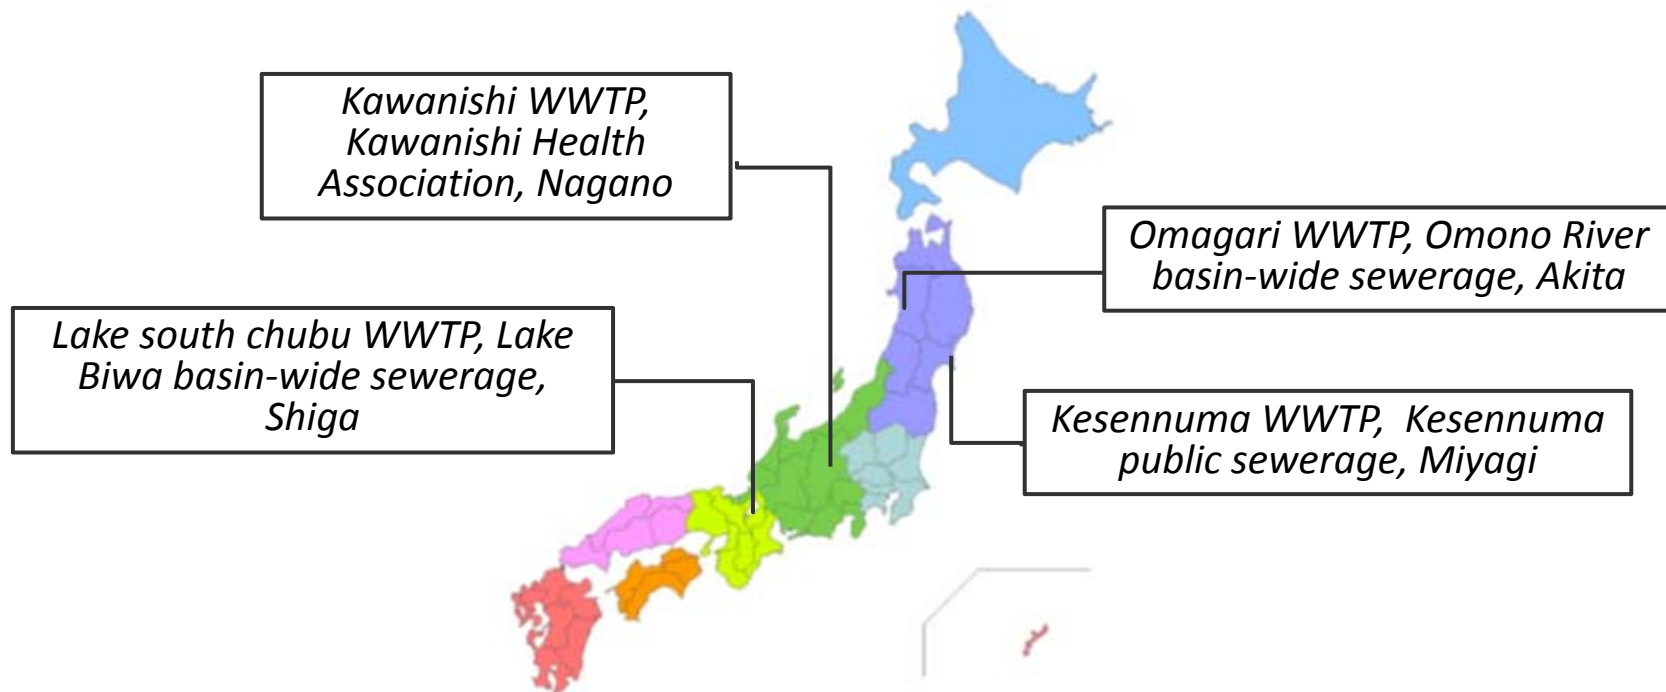 Kawanishi WWTP,
Kawanishi Health
Association, Nagano
Omagari WWTP, Omono River
basin-wide sewerage, Akita
Lake south chubu WWTP, Lake
Biwa basin-wide sewerage,
Shiga
Kesennuma WWTP,  Kesennuma
public sewerage, Miyagi